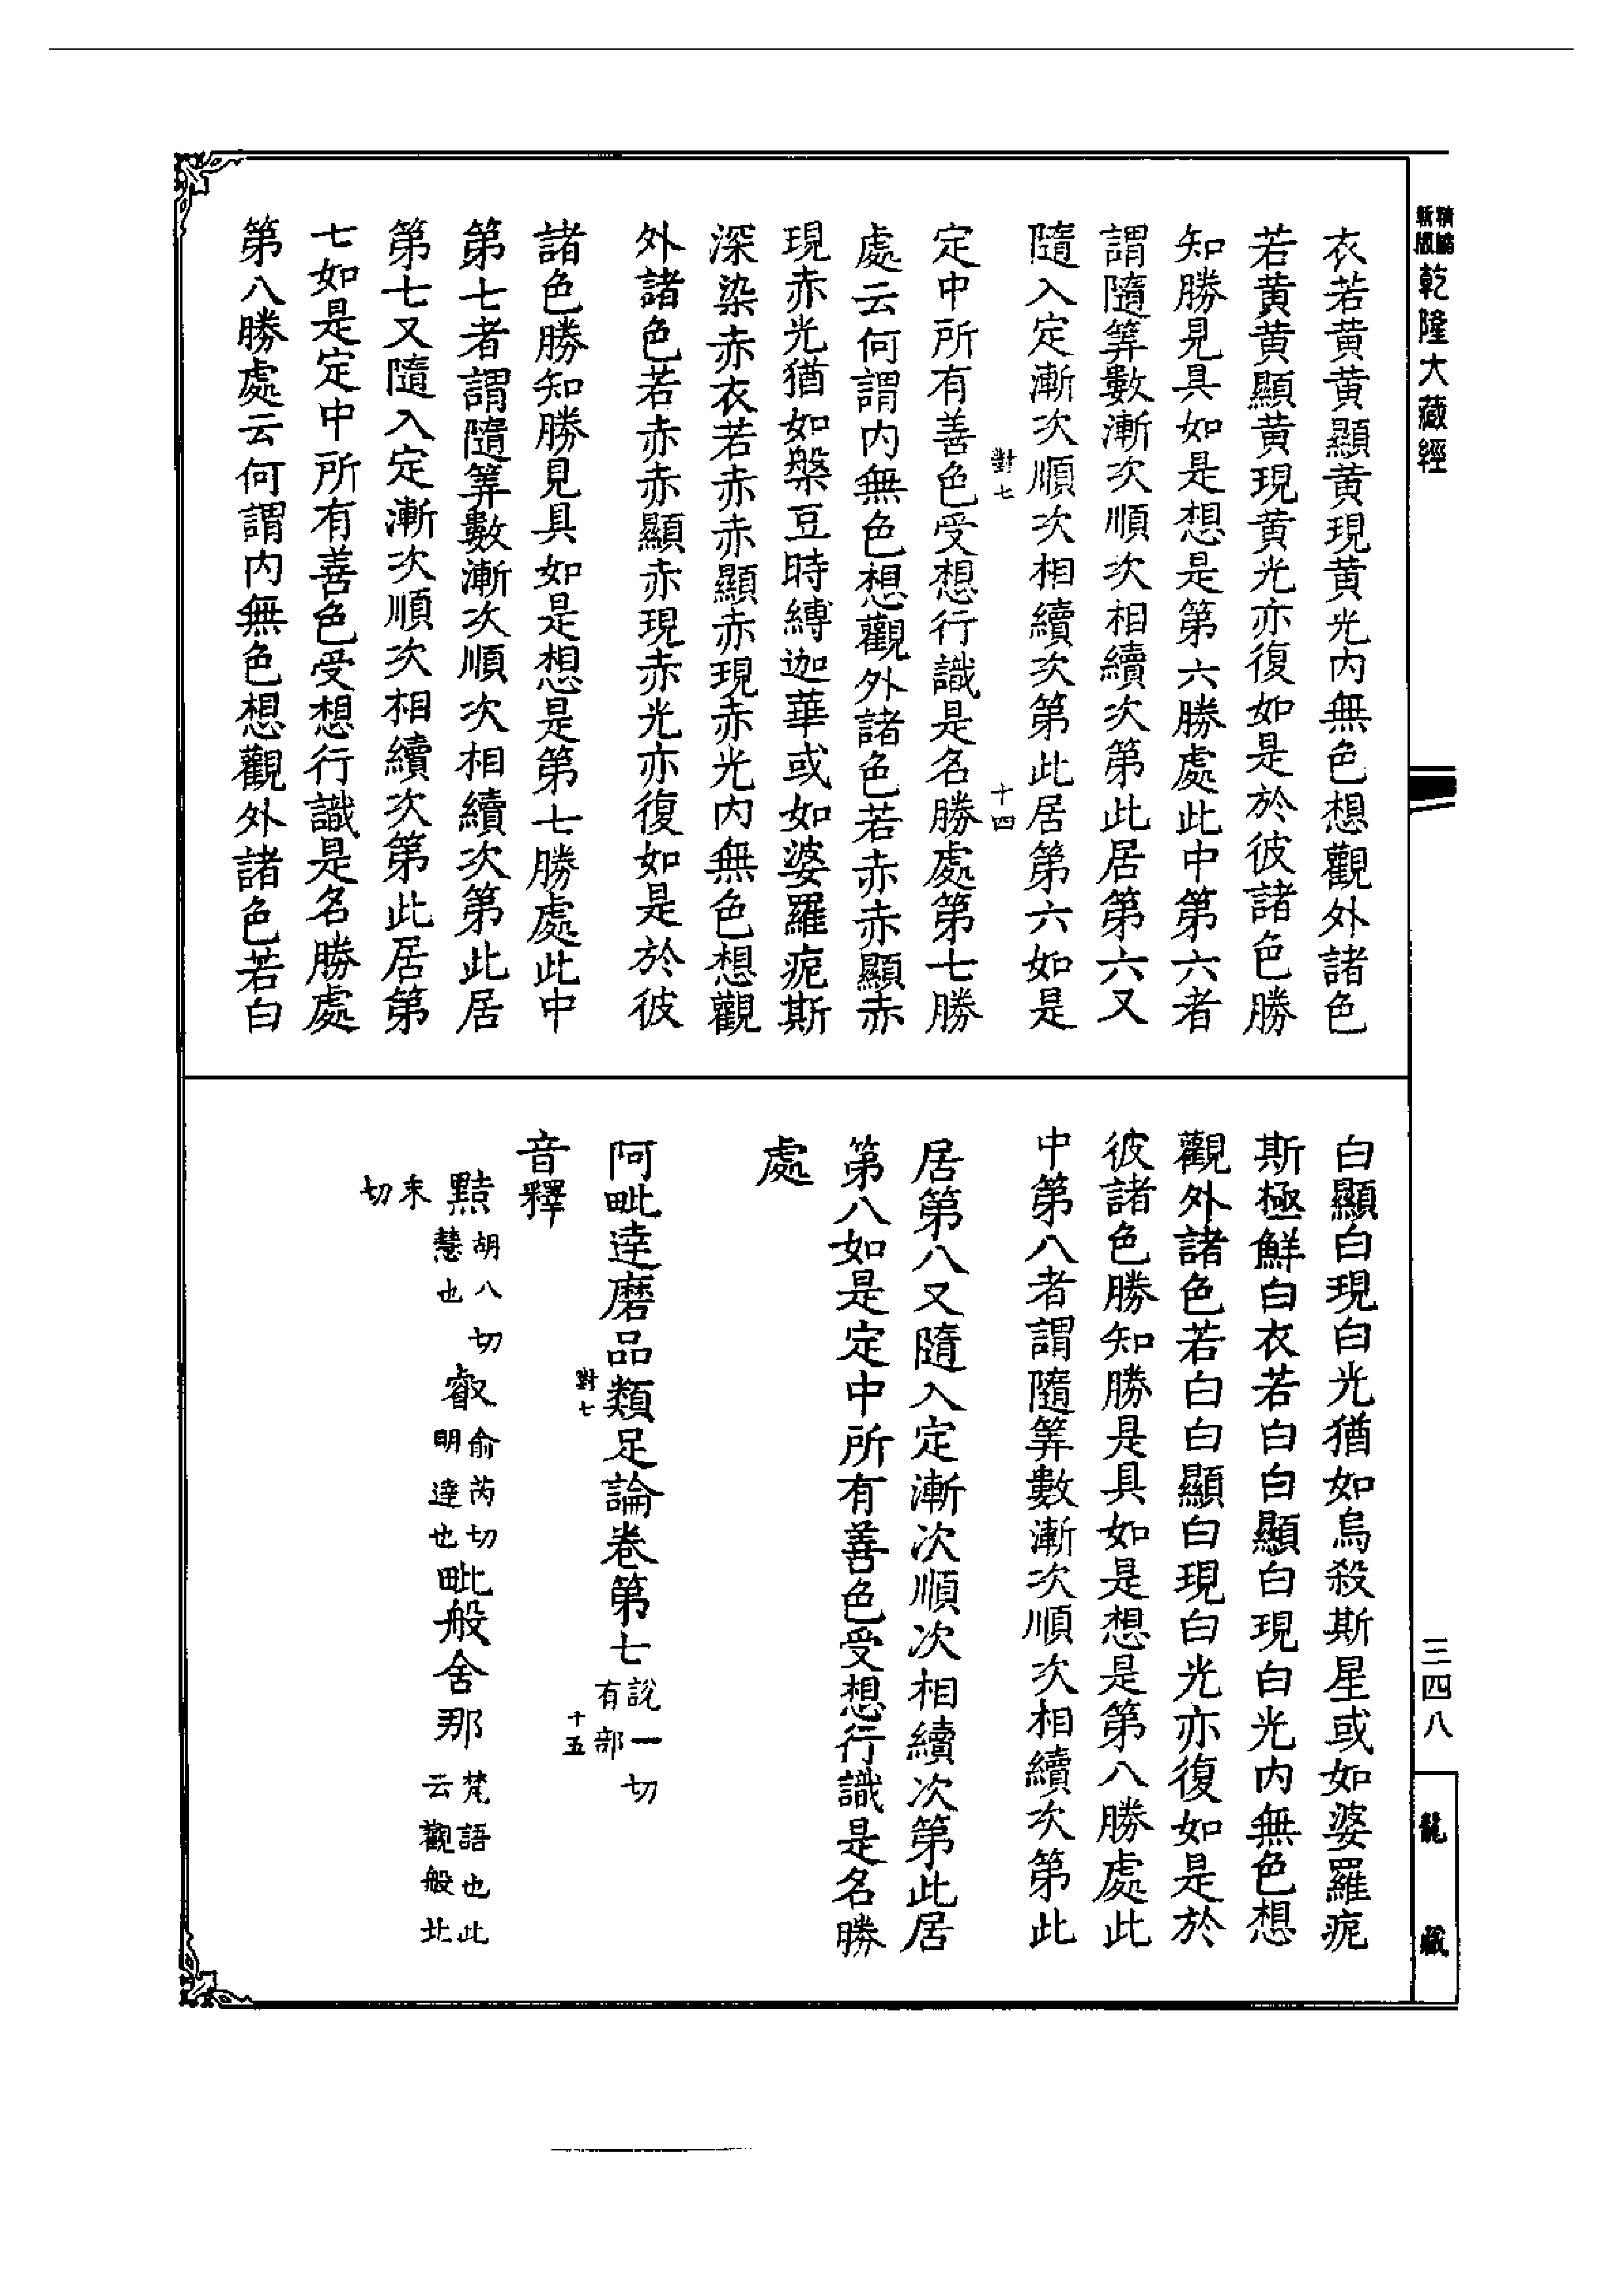 精縮新版乾隆大藏經
衣若黃黃顯黃現黃光內無色想觀外諸色
若黃黃顯黃現黃光亦復如是於彼諸色勝
知勝見具如是想是第六勝處此中第六者
謂隨筭數漸次順次相續次第此居第六又
隨入定漸次順次相續次第此居第六如是
對七 十四
定中所有善色受想行識是名勝處第七勝
處云何謂內無色想觀外諸色若赤赤顯赤
現赤光猶如槃豆時縛迦華或如婆羅痆斯
深染赤衣若赤赤顯赤現赤光內無色想觀
外諸色若赤赤顯赤現赤光亦復如是於彼
諸色勝知勝見具如是想是第七勝處此中
第七者謂隨筭數漸次順次相續次第此居
第七又隨入定漸次順次相續次第此居第
七如是定中所有善色受想行識是名勝處
第八勝處云何謂內無色想觀外諸色若白
白顯白現白光猶如烏殺斯星或如婆羅痆
斯極鮮白衣若白白顯白現白光內無色想
觀外諸色若白白顯白現白光亦復如是於
彼諸色勝知勝是具如是想是第八勝處此
中第八者謂隨筭數漸次順次相續次第此
居第八又隨入定漸次順次相續次第此居
第八如是定中所有善色受想行識是名勝
處
阿毗達磨品類足論卷第七說一切有部
對七 十五
音釋
黠胡八切慧也叡俞芮切明達也毗般舍那梵語也此云觀般北
末切
三四八
龍藏